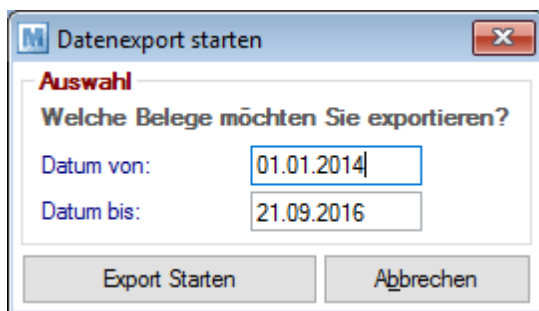 M Datenexport starten
Auswahl
Welche Belege möchten Sie exportieren?
Datum von: 01.01.2014
Datum bis: 21.09.2016
Export Starten Abbrechen